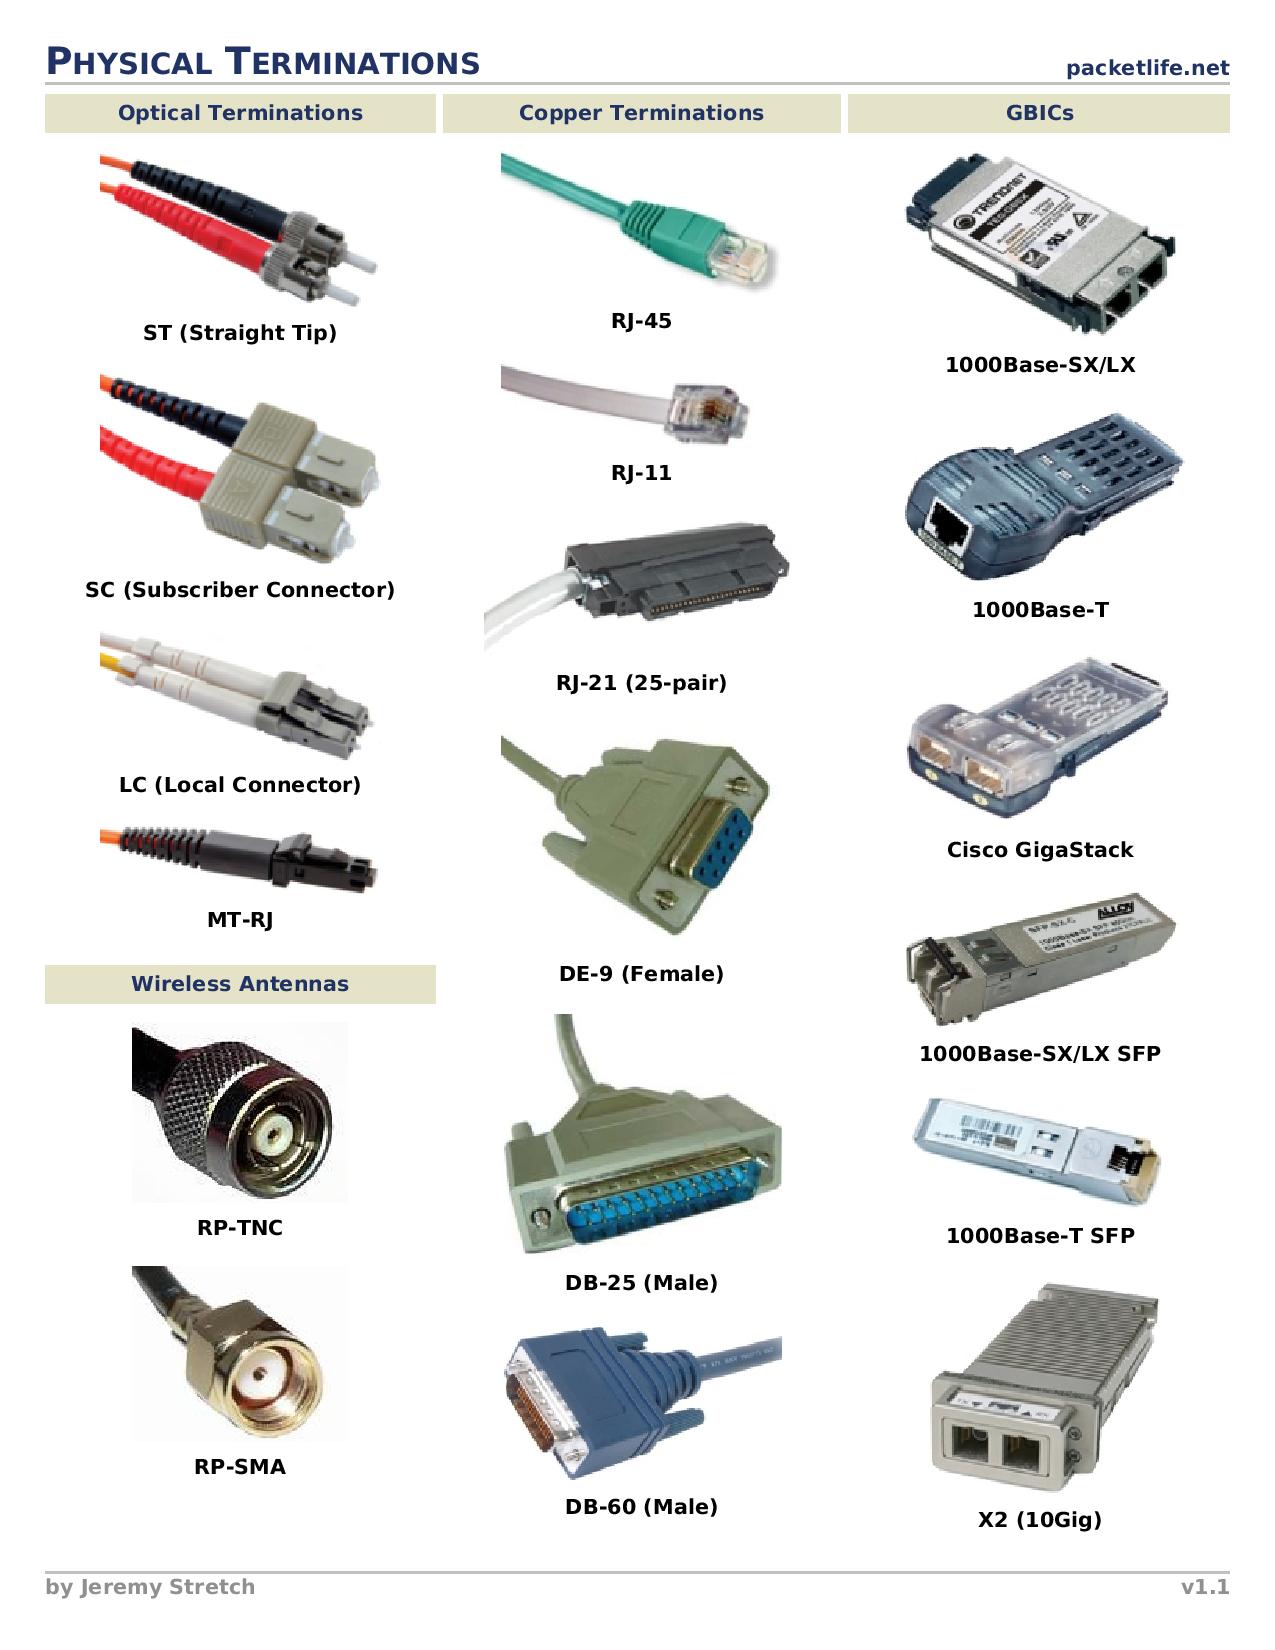 PHYSICAL TERMINATIONS
packetlife.net
Optical Terminations
ST (Straight Tip)
SC (Subscriber Connector)
LC (Local Connector)
MT-RJ
Wireless Antennas
RP-TNC
RP-SMA
Copper Terminations
RJ-45
RJ-11
RJ-21 (25-pair)
DE-9 (Female)
DB-25 (Male)
DB-60 (Male)
GBICs
TRENDNET
1000Base-SX/LX
1000Base-T
Cisco GigaStack
ALLOY
1000Base-SX/LX SFP
1000Base-T SFP
X2 (10Gig)
by Jeremy Stretch
v1.1